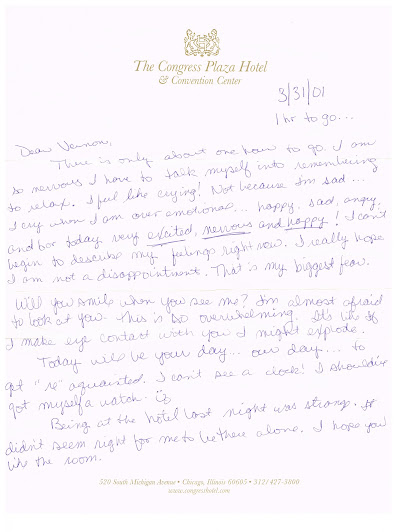 The Congress Plaza Hotel
& Convention Center
3/31/01
1 hr to go...
Dear Vernon,
There is only about one hour to go. I am
so nervous I have to talk myself into remembering
to relax. I feel like crying! Not because I'm sad...
I cry when I am over emotional... happy, sad, angry,
and for today very excited, nervous and happy! I can't
begin to describe my feelings right now. I really hope
I am not a disappointment. That is my biggest fear.
Will you smile when you see me? I'm almost afraid
to look at you. This is so overwhelming. It's like if
I make eye contact with you I might explode.
Today will be your day... our day... to
get "re" aquainted. I can't see a clock! I should've
got myself a watch.
Being at the hotel last night was strange. It
didn't seem right for me to be there alone. I hope you
like the room.
520 South Michigan Avenue • Chicago, Illinois 60605 • 312/427-3800
www.congresshotel.com